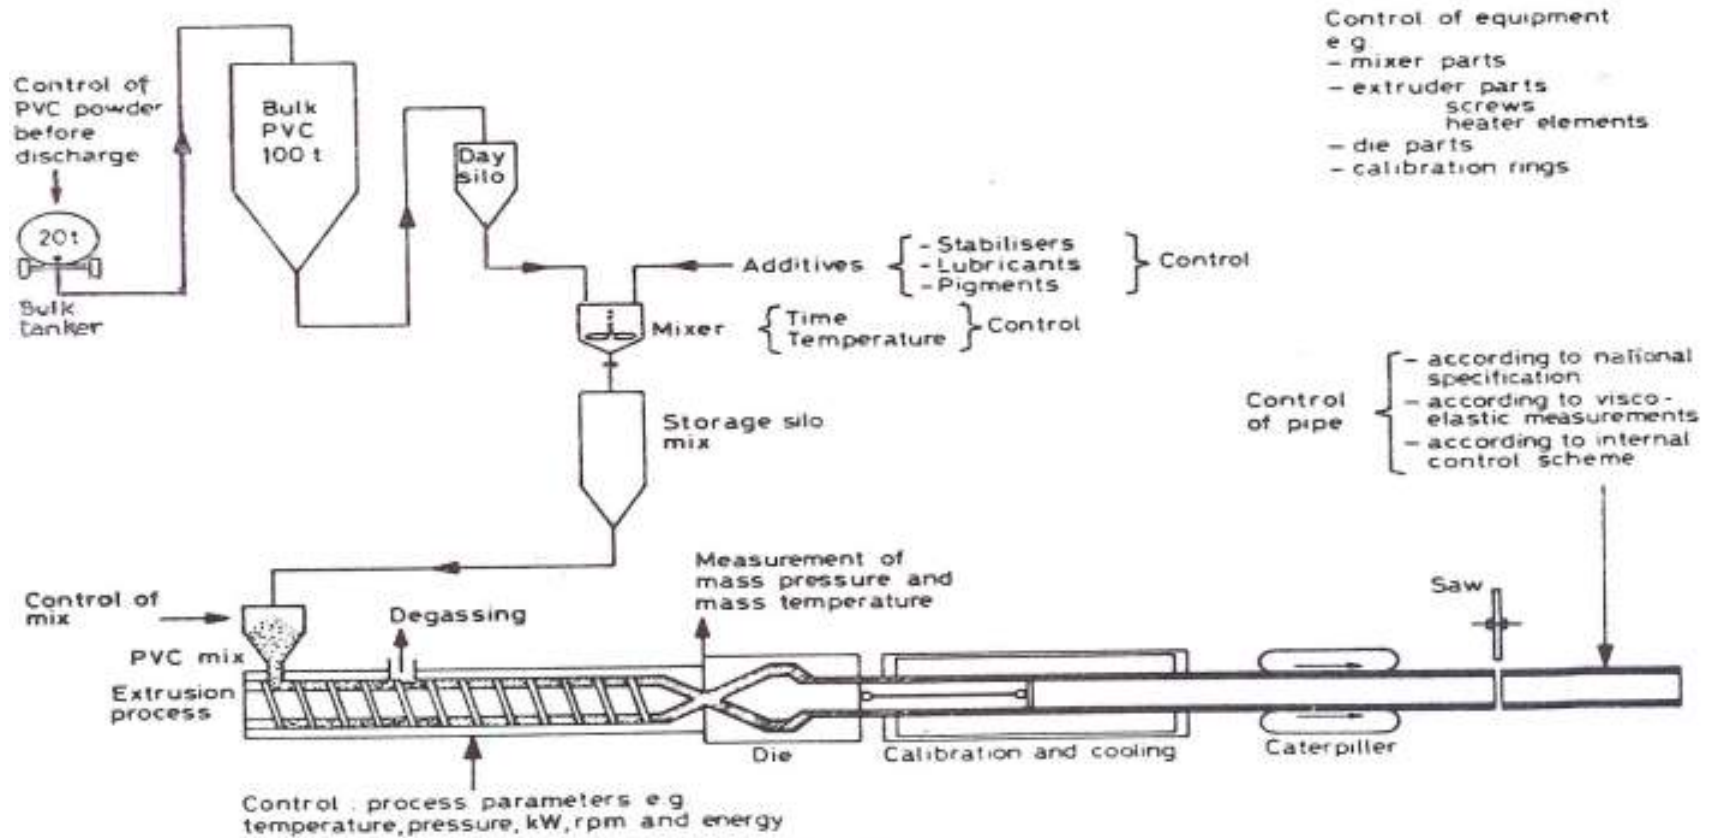 Control of
PVC powder
before
discharge
20t
Bulk
tanker
Bulk
PVC
100 t
Day
silo
Additives
- Stabilisers
- Lubricants
- Pigments
Control
Mixer
Time
Temperature
Control
Storage silo
mix
Control of equipment
e g
- mixer parts
- extruder parts
screws
heater elements
- die parts
- calibration rings
Control
of pipe
- according to national
specification
- according to visco-
elastic measurements
- according to internal
control scheme
Control of
mix
PVC mix
Extrusion
process
Degassing
Measurement of
mass pressure and
mass temperature
Saw
Die
Calibration and cooling
Caterpiller
Control . process parameters e.g
temperature, pressure, kW, rpm and energy